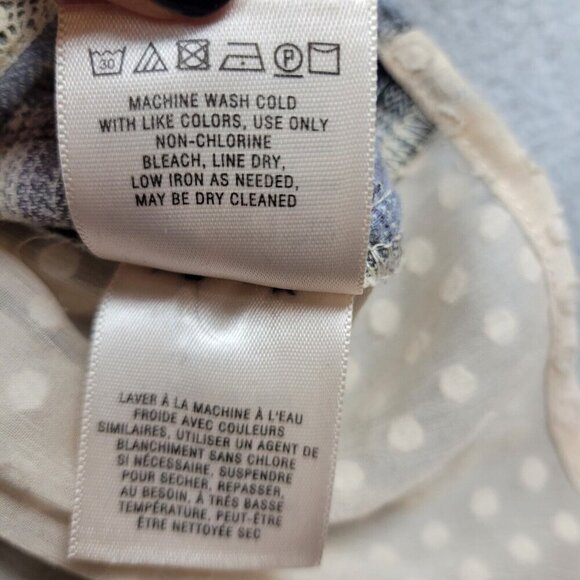 30 P
MACHINE WASH COLD
WITH LIKE COLORS, USE ONLY
NON-CHLORINE
BLEACH, LINE DRY,
LOW IRON AS NEEDED,
MAY BE DRY CLEANED
LAVER À LA MACHINE À L'EAU
FROIDE AVEC COULEURS
SIMILAIRES, UTILISER UN AGENT DE
BLANCHIMENT SANS CHLORE
SI NÉCESSAIRE, SUSPENDRE
POUR SÉCHER, REPASSER,
AU BESOIN, À TRÈS BASSE
TEMPÉRATURE, PEUT-ÊTRE
ÊTRE NETTOYÉE SEC